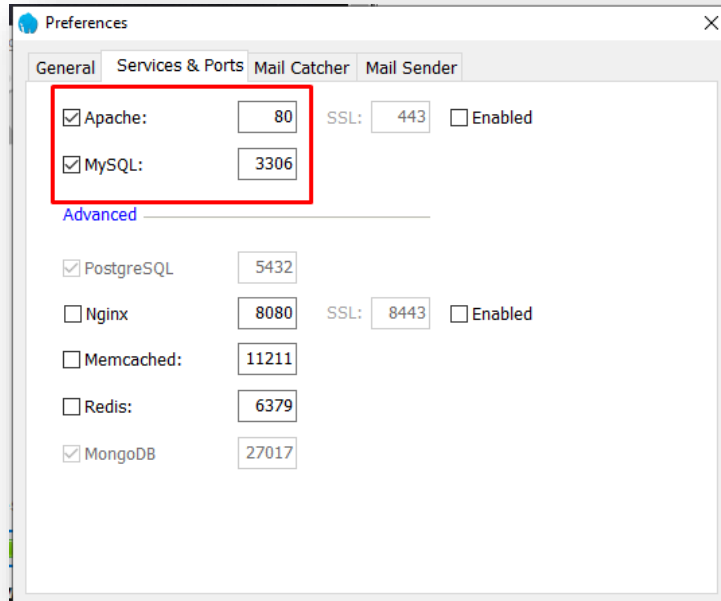 Preferences
General Services & Ports Mail Catcher Mail Sender
Apache: 80 SSL: 443 Enabled
MySQL: 3306
Advanced
PostgreSQL 5432
Nginx 8080 SSL: 8443 Enabled
Memcached: 11211
Redis: 6379
MongoDB 27017